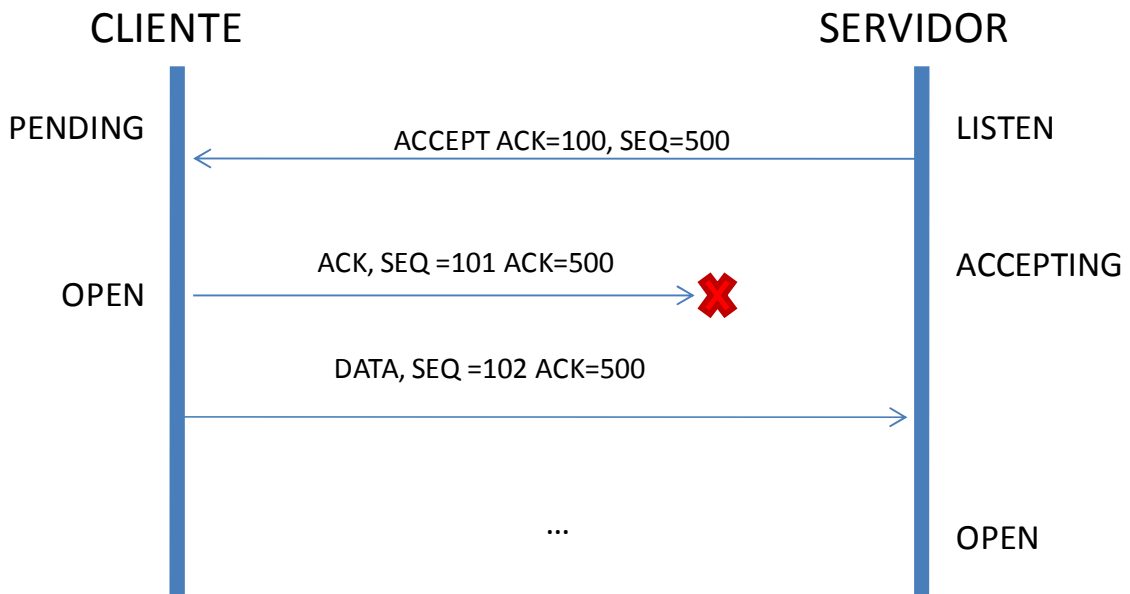 CLIENTE
SERVIDOR
PENDING
LISTEN
ACCEPT ACK=100, SEQ=500
ACK, SEQ =101 ACK=500
ACCEPTING
OPEN
DATA, SEQ =102 ACK=500
...
OPEN